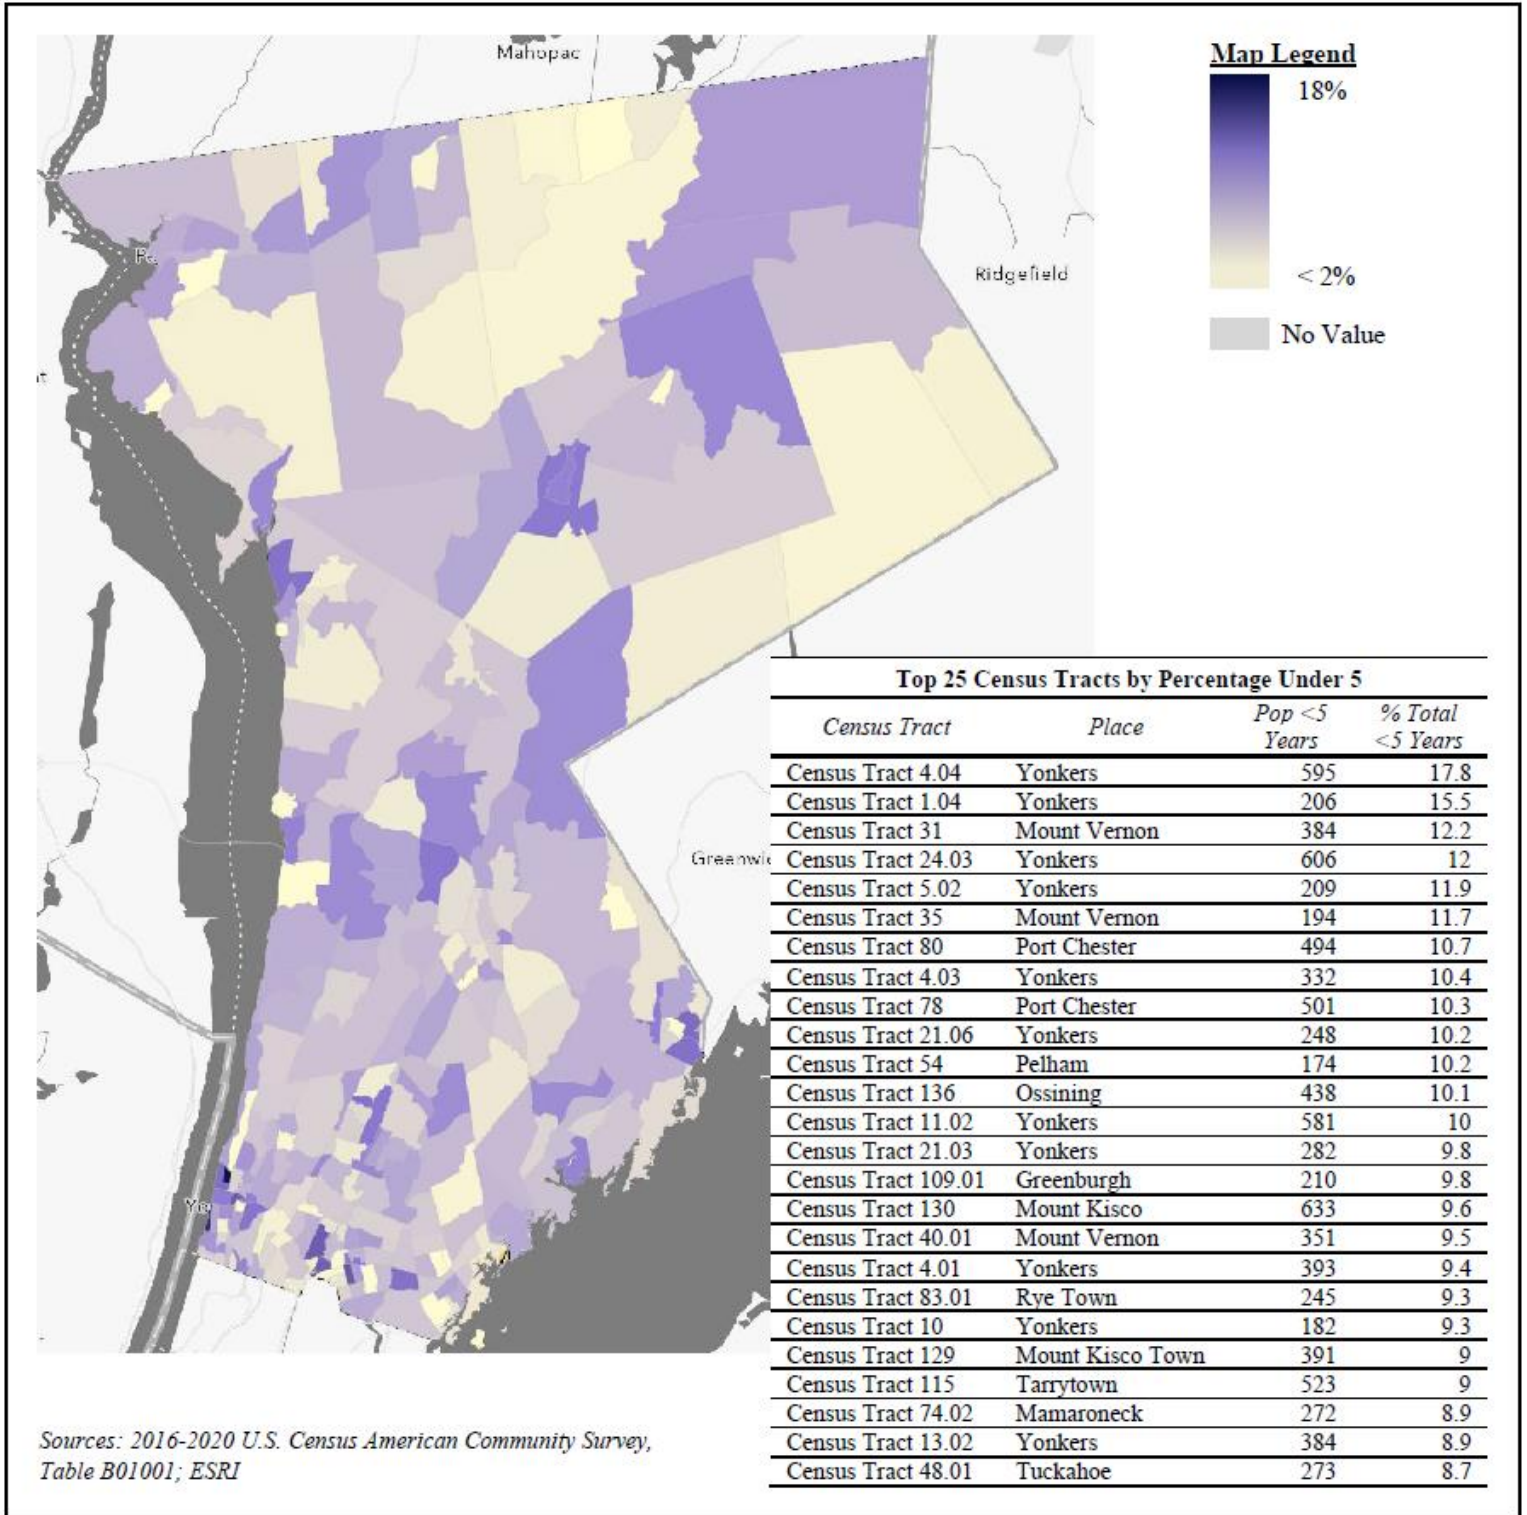 Mahopac
Map Legend
18%
< 2%
No Value
Ridgefield
Pe
Greenwic
Yo
Top 25 Census Tracts by Percentage Under 5
Census Tract Place Pop <5 Years % Total <5 Years
Census Tract 4.04 Yonkers 595 17.8
Census Tract 1.04 Yonkers 206 15.5
Census Tract 31 Mount Vernon 384 12.2
Census Tract 24.03 Yonkers 606 12
Census Tract 5.02 Yonkers 209 11.9
Census Tract 35 Mount Vernon 194 11.7
Census Tract 80 Port Chester 494 10.7
Census Tract 4.03 Yonkers 332 10.4
Census Tract 78 Port Chester 501 10.3
Census Tract 21.06 Yonkers 248 10.2
Census Tract 54 Pelham 174 10.2
Census Tract 136 Ossining 438 10.1
Census Tract 11.02 Yonkers 581 10
Census Tract 21.03 Yonkers 282 9.8
Census Tract 109.01 Greenburgh 210 9.8
Census Tract 130 Mount Kisco 633 9.6
Census Tract 40.01 Mount Vernon 351 9.5
Census Tract 4.01 Yonkers 393 9.4
Census Tract 83.01 Rye Town 245 9.3
Census Tract 10 Yonkers 182 9.3
Census Tract 129 Mount Kisco Town 391 9
Census Tract 115 Tarrytown 523 9
Census Tract 74.02 Mamaroneck 272 8.9
Census Tract 13.02 Yonkers 384 8.9
Census Tract 48.01 Tuckahoe 273 8.7
Sources: 2016-2020 U.S. Census American Community Survey,
Table B01001; ESRI